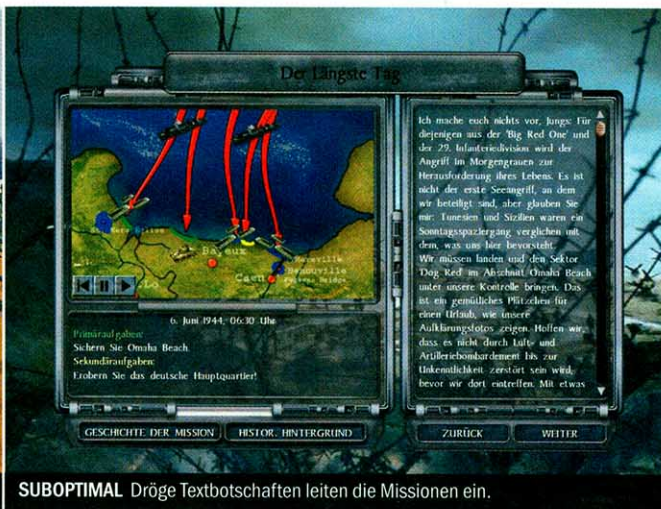 Der Längste Tag
Bayeux
Caen
Merville
Benouville
Lo
6. Juni 1944, 06:30 Uhr
Primäraufgaben:
Sichern Sie Omaha Beach.
Sekundäraufgaben:
Erobern Sie das deutsche Hauptquartier!
GESCHICHTE DER MISSION
HISTOR. HINTERGRUND
Ich mache euch nichts vor, Jungs: Für
diejenigen aus der 'Big Red One' und
der 29. Infanteriedivision wird der
Angriff im Morgengrauen zur
Herausforderung ihres Lebens. Es ist
nicht der erste Seeangriff, an dem
wir beteiligt sind, aber glauben Sie
mir: Tunesien und Sizilien waren ein
Sonntagsspaziergang verglichen mit
dem, was uns hier bevorsteht.
Wir müssen landen und den Sektor
'Dog Red' im Abschnitt Omaha Beach
unter unsere Kontrolle bringen. Das
ist ein gemütliches Plätzchen für
einen Urlaub, wie unsere
Aufklärungsfotos zeigen. Hoffen wir,
dass es nicht durch Luft- und
Artilleriebombardement bis zur
Unkenntlichkeit zerstört sein wird,
bevor wir dort eintreffen. Mit etwas
ZURÜCK
WEITER
SUBOPTIMAL Dröge Textbotschaften leiten die Missionen ein.